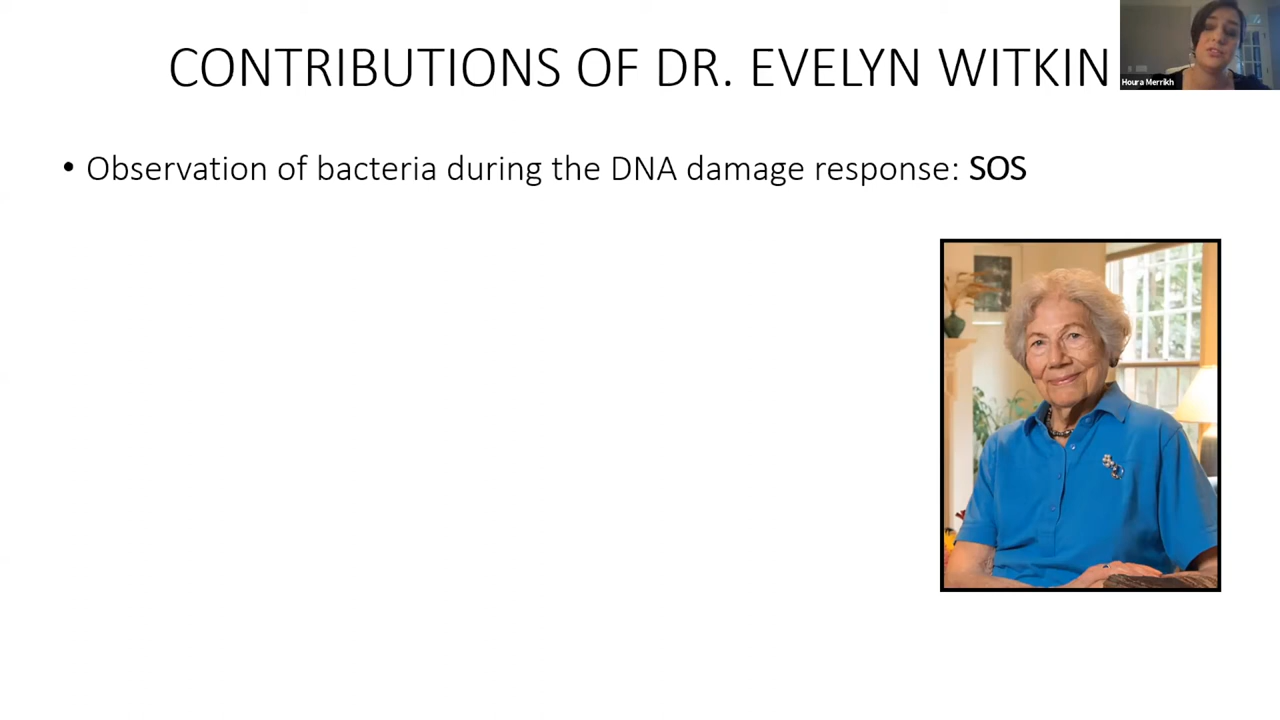 CONTRIBUTIONS OF DR. EVELYN WITKIN
Houra Merrikh
• Observation of bacteria during the DNA damage response: SOS